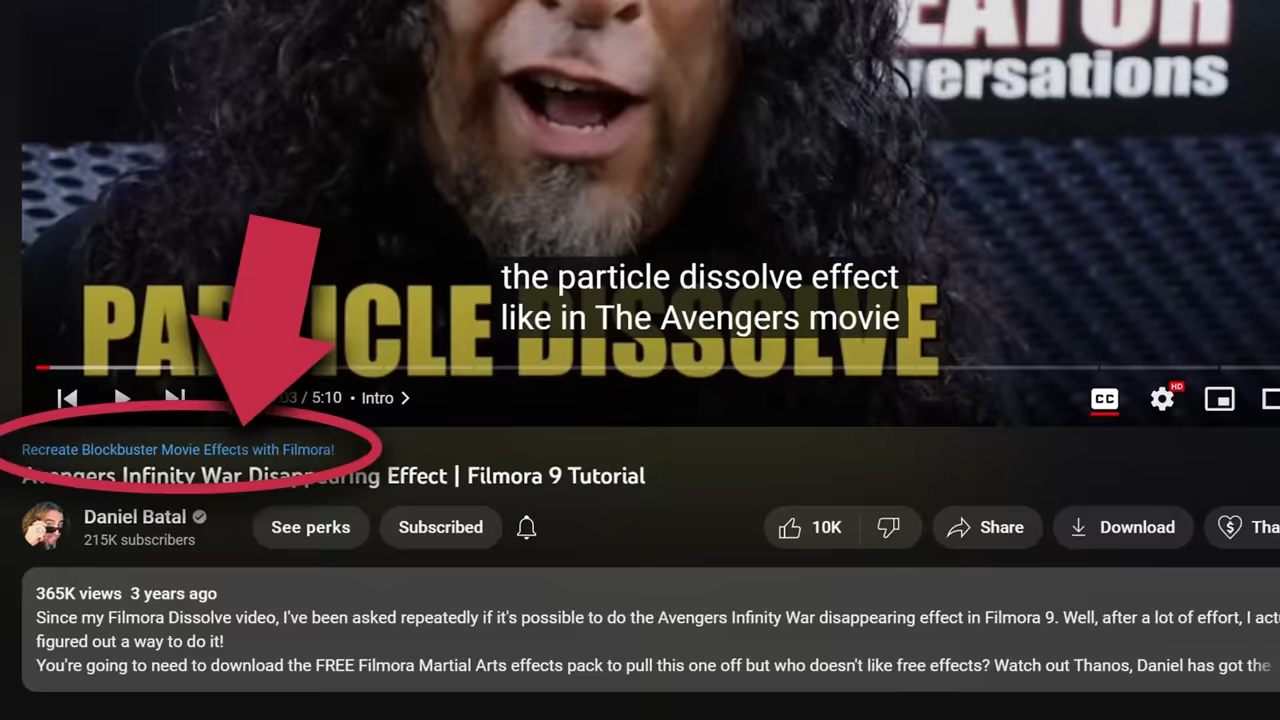 EATOR
versations
the particle dissolve effect
like in The Avengers movie
DISSOLVE
/ 5:10 • Intro
CC
HD
Recreate Blockbuster Movie Effects with Filmora!
Avengers Infinity War Disappearing Effect | Filmora 9 Tutorial
Daniel Batal
215K subscribers
See perks
Subscribed
10K
Share
Download
Tha
365K views 3 years ago
Since my Filmora Dissolve video, I've been asked repeatedly if it's possible to do the Avengers Infinity War disappearing effect in Filmora 9. Well, after a lot of effort, I actu
figured out a way to do it!
You're going to need to download the FREE Filmora Martial Arts effects pack to pull this one off but who doesn't like free effects? Watch out Thanos, Daniel has got the